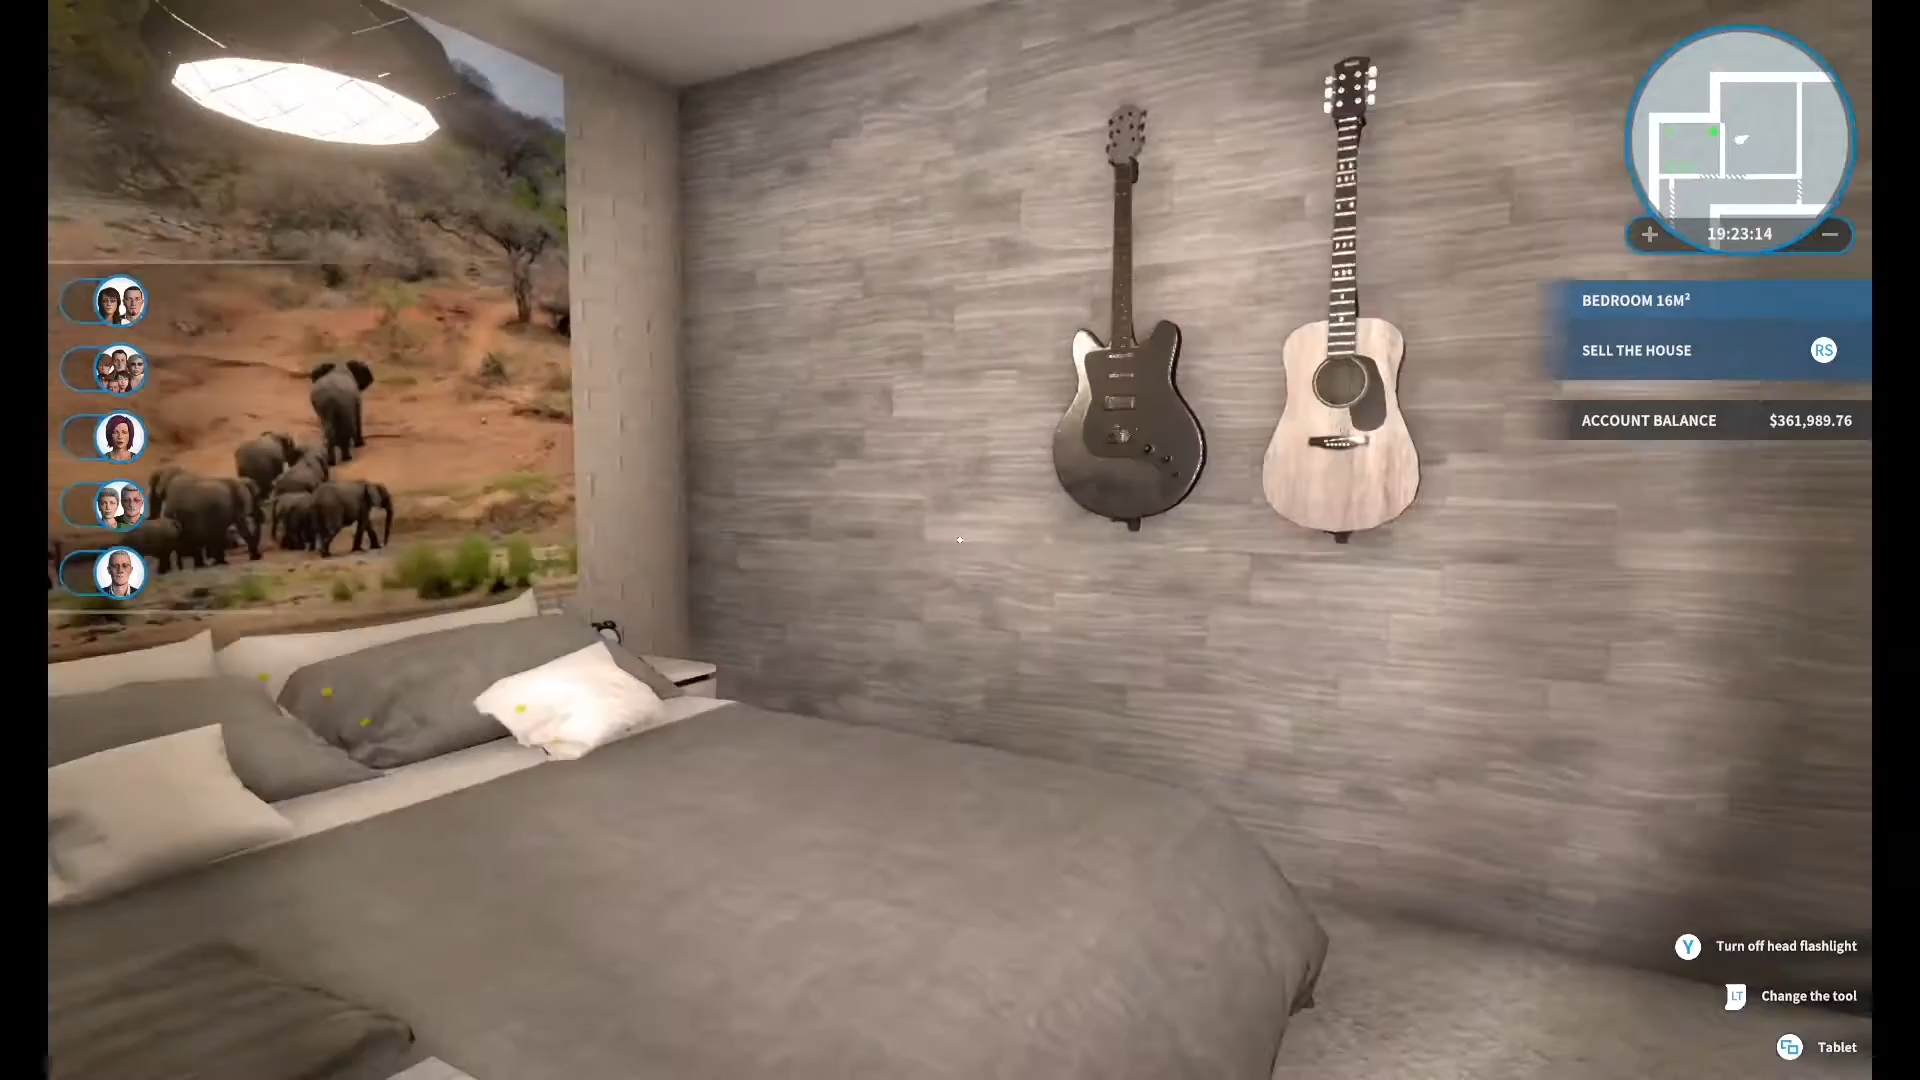 19:23:14
BEDROOM 16M²
SELL THE HOUSE RS
ACCOUNT BALANCE $361,989.76
Y Turn off head flashlight
LT Change the tool
Tablet